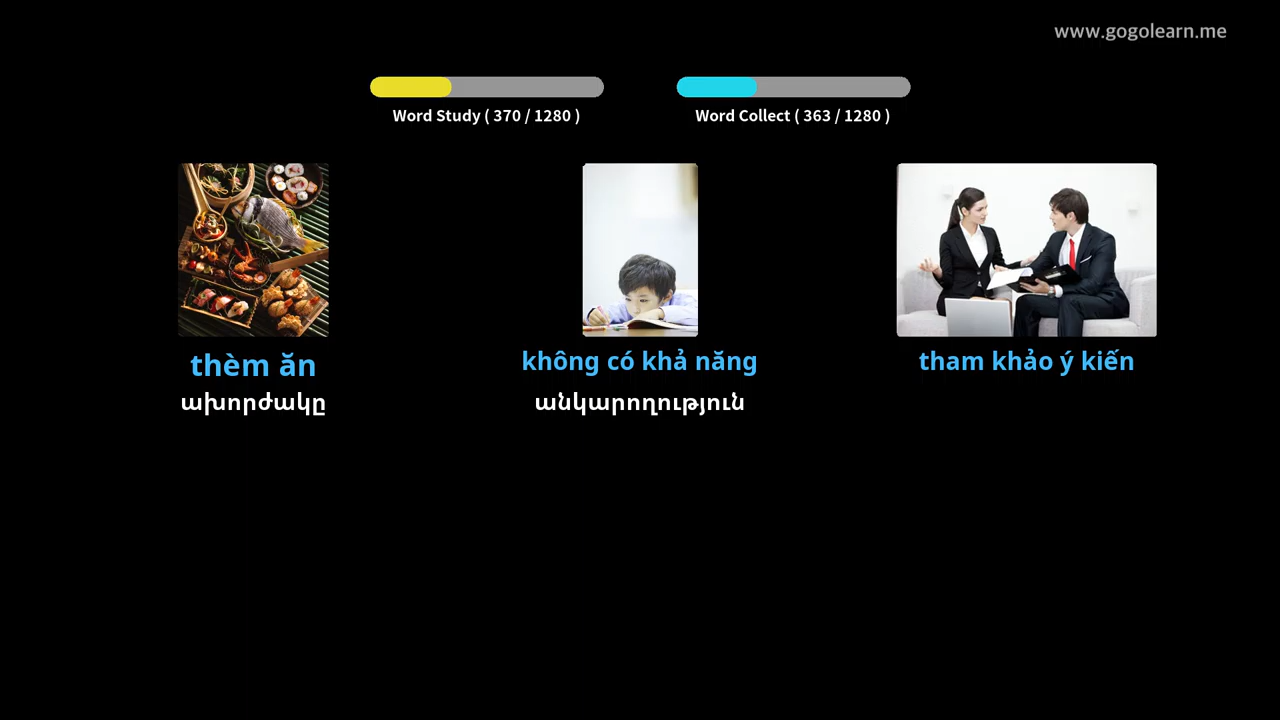 www.gogolearn.me
Word Study ( 370 / 1280 )
Word Collect ( 363 / 1280 )
thèm ăn
không có khả năng
tham khảo ý kiến
ախորժակը
անկարողություն